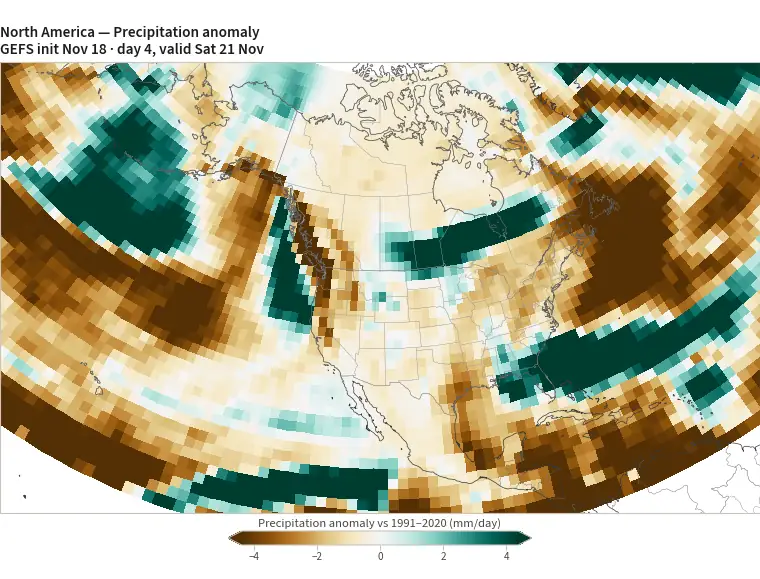 North America — Precipitation anomaly
GEFS init Nov 18 · day 4, valid Sat 21 Nov
Precipitation anomaly vs 1991–2020 (mm/day)
−4 −2 0 2 4